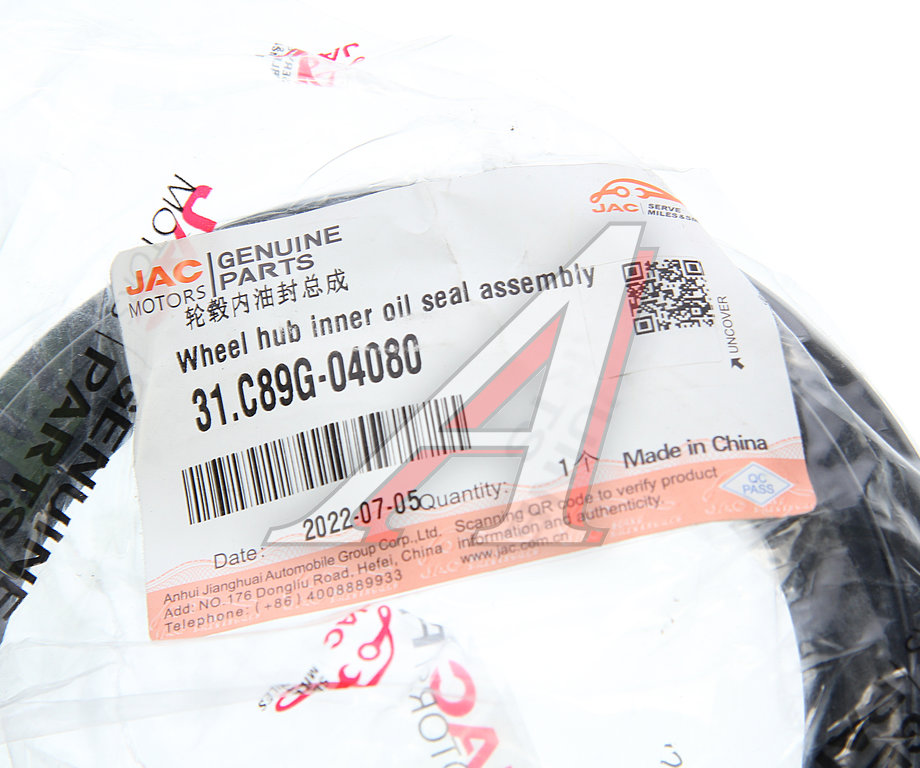 JAC
MOTORS
GENUINE
PARTS
JAC
SERVE
轮毂内油封总成
Wheel hub inner oil seal assembly
31.C89G-04080
UNCOVER
Date: 2022-07-05
Quantity: 1 个
Made in China
QC
PASS
Anhui Jianghuai Automobile Group Corp.,Ltd.
Add: NO.176 Dongliu Road, Hefei, China
Telephone: (+86) 4008889933
Scanning QR code to verify product
information and authenticity.
www.jac.com.cn
GENUINE
PARTS